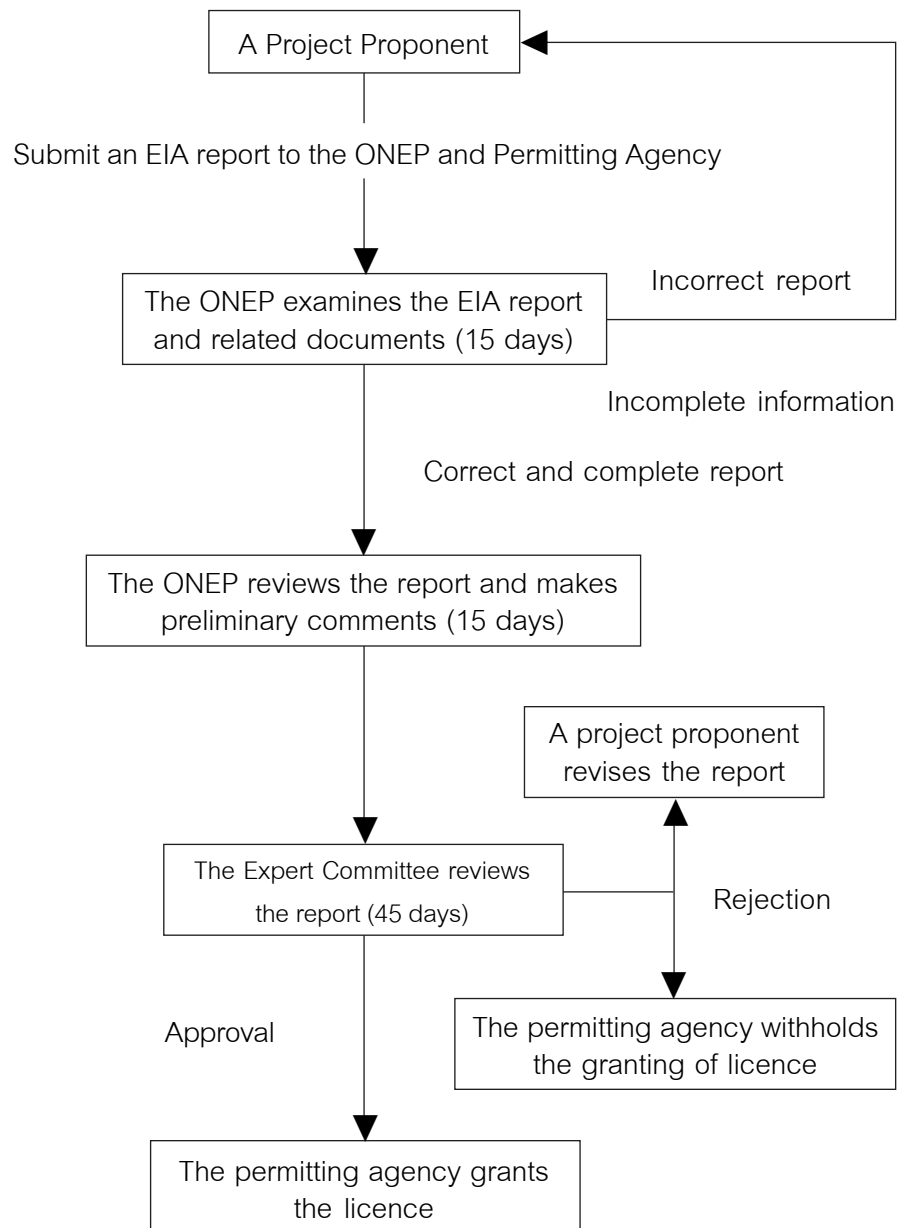 A Project Proponent
Submit an EIA report to the ONEP and Permitting Agency
Incorrect report
The ONEP examines the EIA report
and related documents (15 days)
Incomplete information
Correct and complete report
The ONEP reviews the report and makes
preliminary comments (15 days)
A project proponent
revises the report
The Expert Committee reviews
the report (45 days)
Rejection
Approval
The permitting agency withholds
the granting of licence
The permitting agency grants
the licence